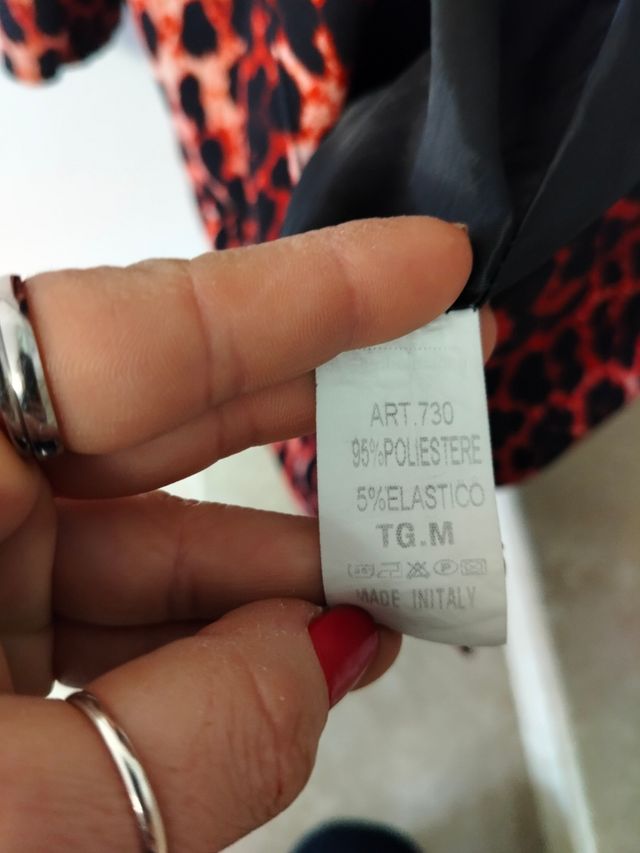 ART.730
95%POLIESTERE
5%ELASTICO
TG.M
MADE INITALY